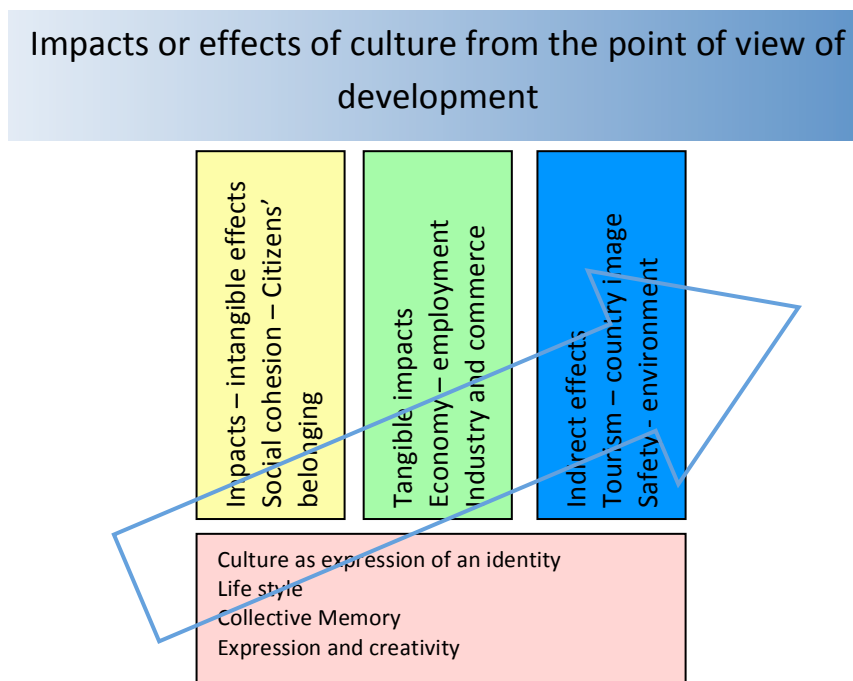 Impacts or effects of culture from the point of view of
development
Impacts – intangible effects
Social cohesion – Citizens'
belonging
Tangible impacts
Economy – employment
Industry and commerce
Indirect effects
Tourism – country image
Safety - environment
Culture as expression of an identity
Life style
Collective Memory
Expression and creativity